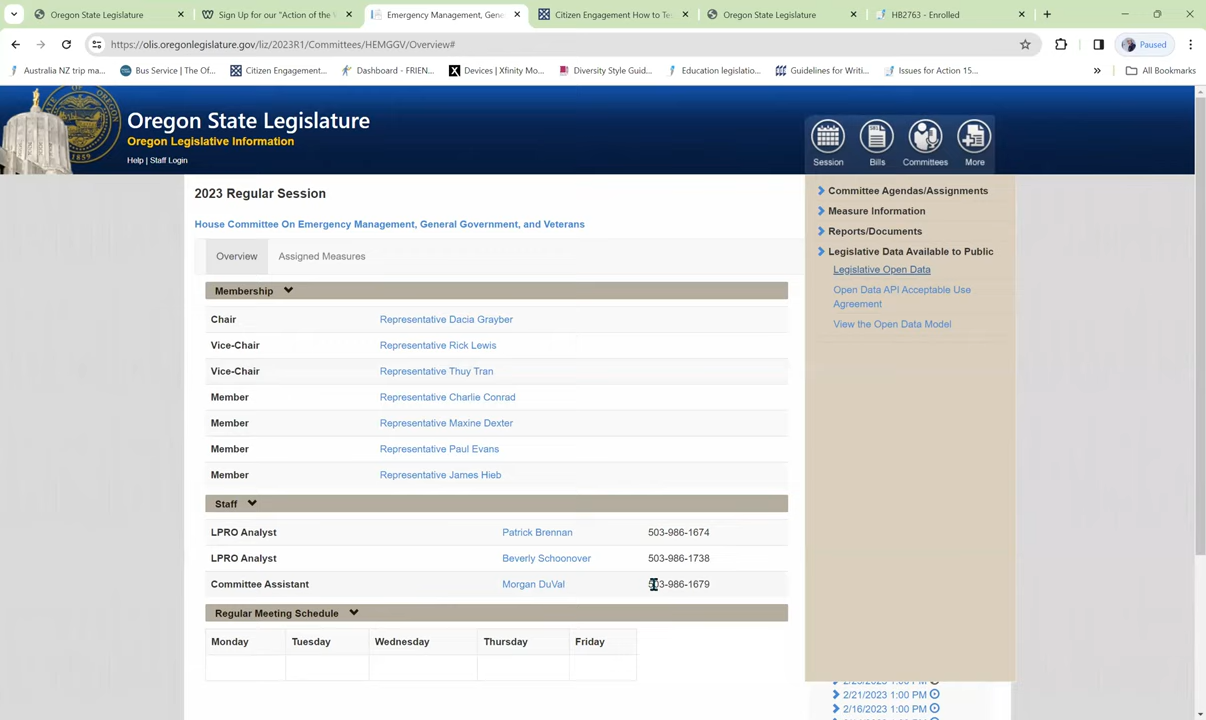 Oregon State Legislature
Sign Up for our "Action of the
Emergency Management, Gene
Citizen Engagement How to Te
Oregon State Legislature
HB2763 - Enrolled
https://olis.oregonlegislature.gov/liz/2023R1/Committees/HEMGGV/Overview#
Paused
Australia NZ trip ma...
Bus Service | The Of...
Citizen Engagement...
Dashboard - FRIEN...
Devices | Xfinity Mo...
Diversity Style Guid...
Education legislatio...
Guidelines for Writi...
Issues for Action 15...
All Bookmarks
Oregon State Legislature
Oregon Legislative Information
Help | Staff Login
1859
Session
Bills
Committees
More
2023 Regular Session
House Committee On Emergency Management, General Government, and Veterans
Overview
Assigned Measures
Membership
Chair Representative Dacia Grayber
Vice-Chair Representative Rick Lewis
Vice-Chair Representative Thuy Tran
Member Representative Charlie Conrad
Member Representative Maxine Dexter
Member Representative Paul Evans
Member Representative James Hieb
Staff
LPRO Analyst Patrick Brennan 503-986-1674
LPRO Analyst Beverly Schoonover 503-986-1738
Committee Assistant Morgan DuVal 503-986-1679
Regular Meeting Schedule
Monday Tuesday Wednesday Thursday Friday
Committee Agendas/Assignments
Measure Information
Reports/Documents
Legislative Data Available to Public
Legislative Open Data
Open Data API Acceptable Use
Agreement
View the Open Data Model
2/21/2023 1:00 PM
2/16/2023 1:00 PM